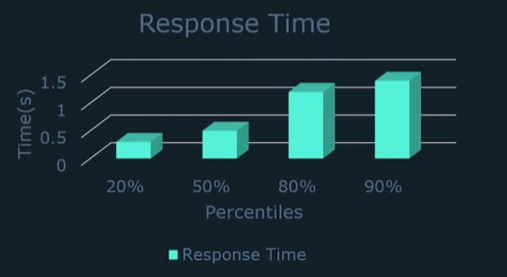 Response Time
1.5
1
0.5
0
Time(s)
20% 50% 80% 90%
Percentiles
Response Time